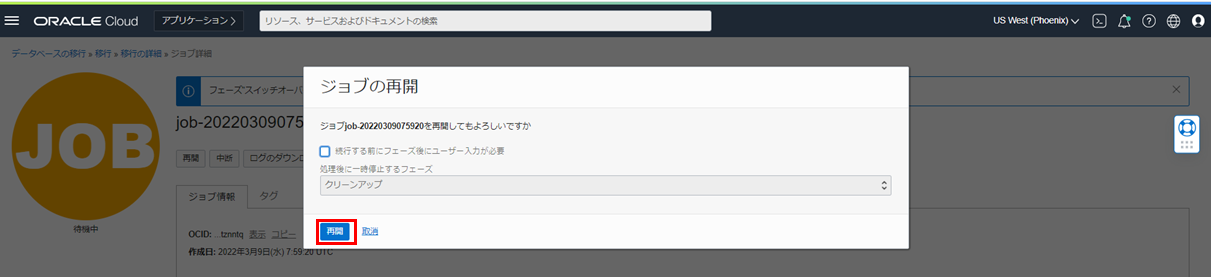 ORACLE Cloud アプリケーション > リソース、サービスおよびドキュメントの検索 US West (Phoenix)
データベースの移行 » 移行 » 移行の詳細 » ジョブ詳細
JOB
待機中
フェーズ"スイッチオーバ
job-20220309075
再開 中断 ログのダウンロ
ジョブ情報 タグ
OCID: ...tznntq 表示 コピー
作成日: 2022年3月9日(水) 7:59:20 UTC
ジョブの再開
ジョブjob-20220309075920を再開してもよろしいですか
続行する前にフェーズ後にユーザー入力が必要
処理後に一時停止するフェーズ
クリーンアップ
再開 取消